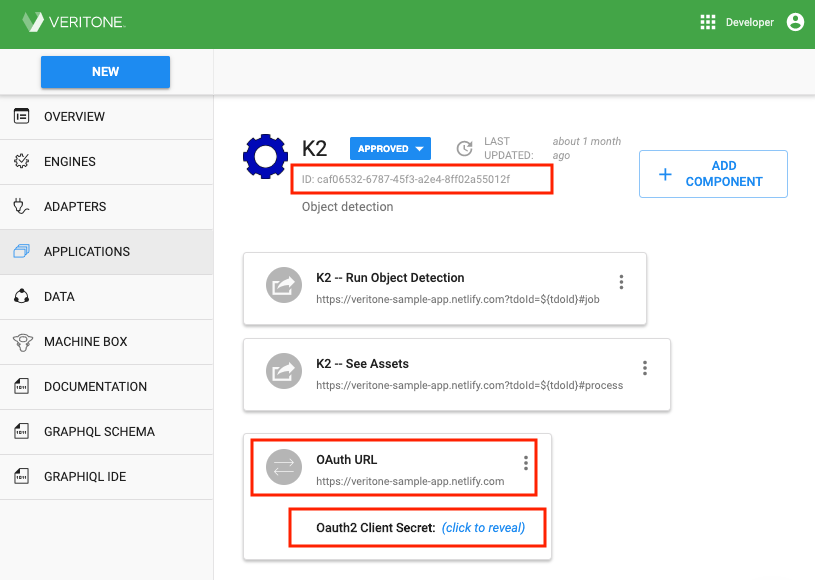 VERITONE
Developer
NEW
OVERVIEW
ENGINES
ADAPTERS
APPLICATIONS
DATA
MACHINE BOX
DOCUMENTATION
GRAPHQL SCHEMA
GRAPHIQL IDE
K2
APPROVED
LAST
UPDATED:
about 1 month
ago
ID: caf06532-6787-45f3-a2e4-8ff02a55012f
Object detection
ADD
COMPONENT
K2 -- Run Object Detection
https://veritone-sample-app.netlify.com?tdoId=${tdoId}#job
K2 -- See Assets
https://veritone-sample-app.netlify.com?tdoId=${tdoId}#process
OAuth URL
https://veritone-sample-app.netlify.com
Oauth2 Client Secret: (click to reveal)